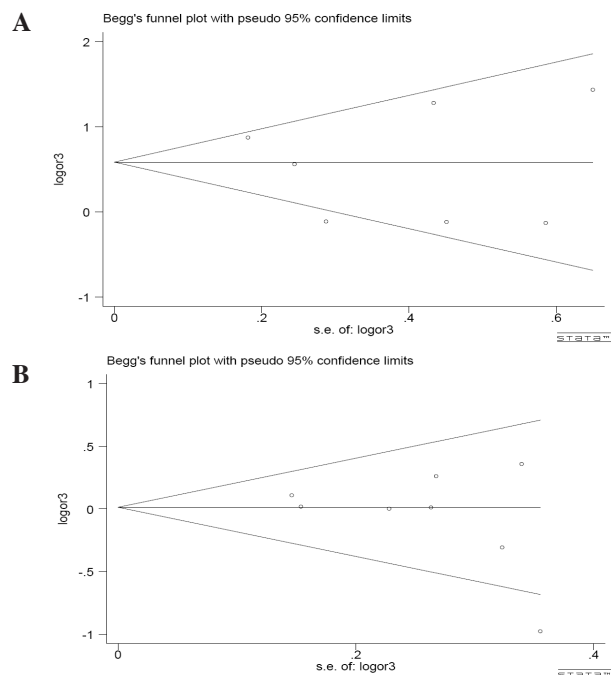 A
Begg's funnel plot with pseudo 95% confidence limits
2
1
0
-1
logor3
0
.2
.4
.6
s.e. of: logor3
STATA™
B
Begg's funnel plot with pseudo 95% confidence limits
1
.5
0
-.5
-1
logor3
0
.2
.4
s.e. of: logor3
STATA™